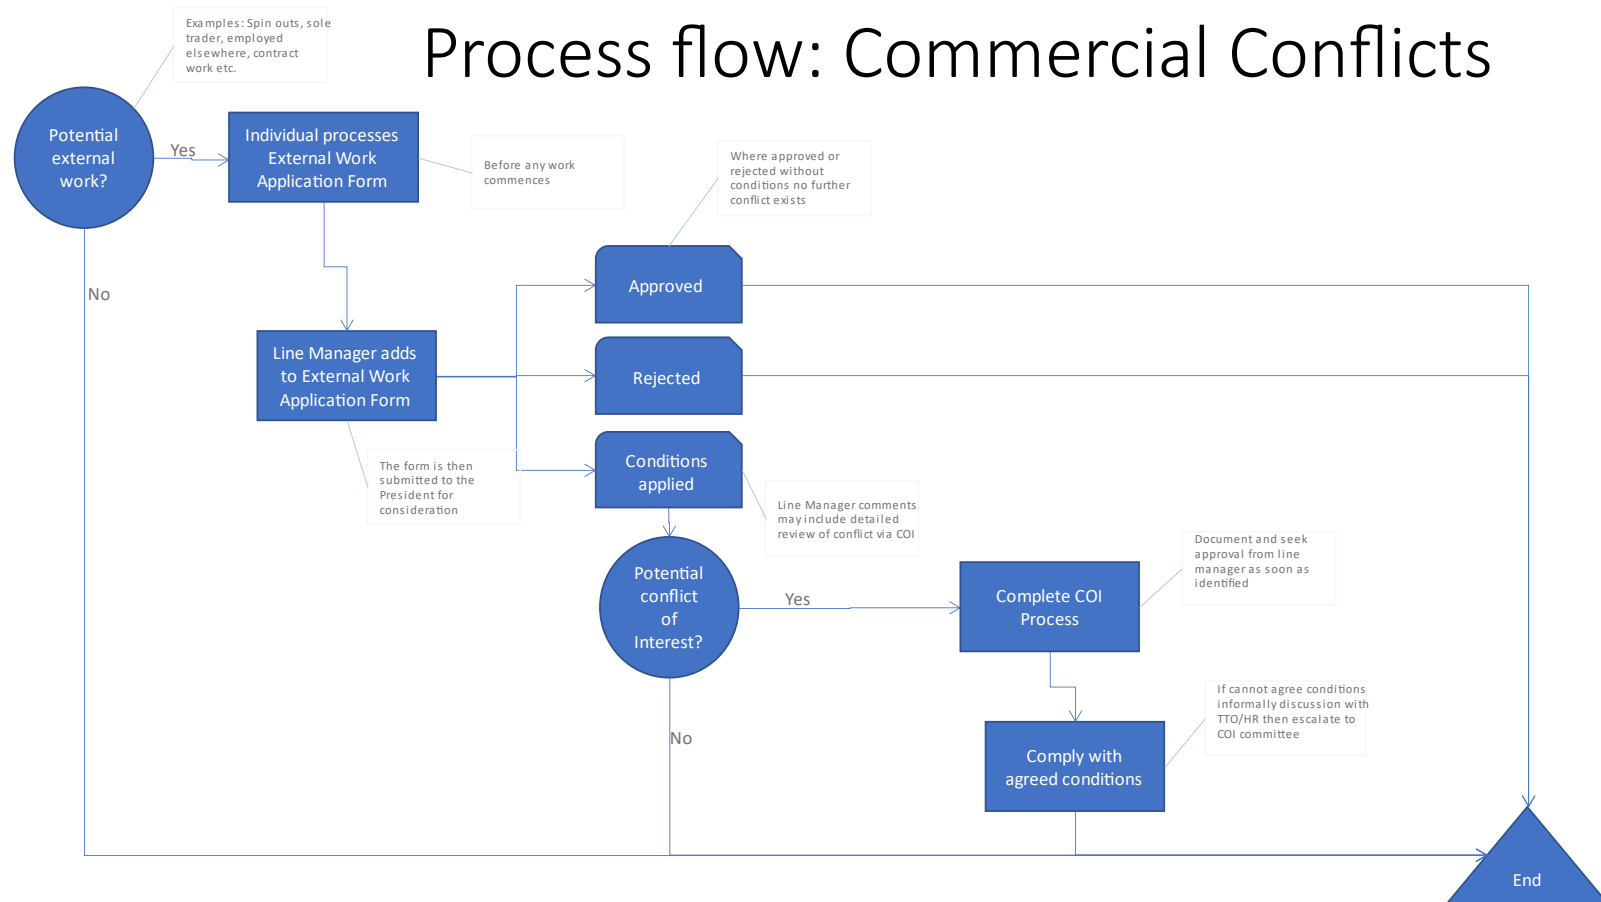 Process flow: Commercial Conflicts
Examples: Spin outs, sole
trader, employed
elsewhere, contract
work etc.
Potential
external
work?
Yes
Individual processes
External Work
Application Form
Before any work
commences
Where approved or
rejected without
conditions no further
conflict exists
No
Approved
Line Manager adds
to External Work
Application Form
Rejected
The form is then
submitted to the
President for
consideration
Conditions
applied
Line Manager comments
may include detailed
review of conflict via COI
Potential
conflict
of
Interest?
Yes
Complete COI
Process
Document and seek
approval from line
manager as soon as
identified
No
Comply with
agreed conditions
If cannot agree conditions
informally discussion with
TTO/HR then escalate to
COI committee
End